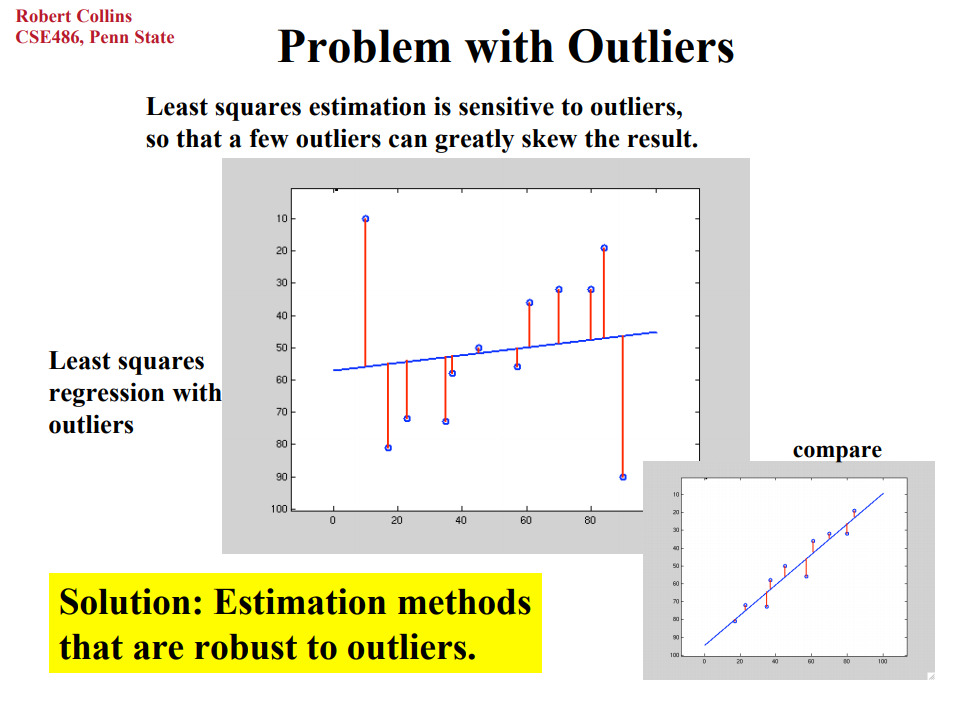 Robert Collins
CSE486, Penn State
Problem with Outliers
Least squares estimation is sensitive to outliers,
so that a few outliers can greatly skew the result.
10
20
30
40
50
60
70
80
90
100
0 20 40 60 80
Least squares
regression with
outliers
compare
10
20
30
40
50
60
70
80
90
100
0 20 40 60 80 100
Solution: Estimation methods
that are robust to outliers.